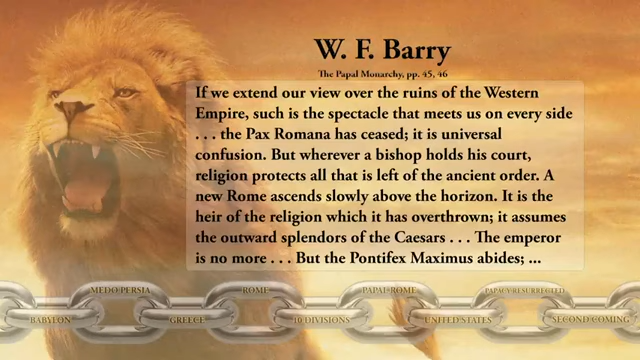 W. F. Barry
The Papal Monarchy, pp. 45, 46
If we extend our view over the ruins of the Western
Empire, such is the spectacle that meets us on every side
. . . the Pax Romana has ceased; it is universal
confusion. But wherever a bishop holds his court,
religion protects all that is left of the ancient order. A
new Rome ascends slowly above the horizon. It is the
heir of the religion which it has overthrown; it assumes
the outward splendors of the Caesars . . . The emperor
is no more . . . But the Pontifex Maximus abides; ...
MEDO-PERSIA ROME PAPAL ROME PAPACY RESURRECTED
BABYLON GREECE 10 DIVISIONS UNITED STATES SECOND COMING